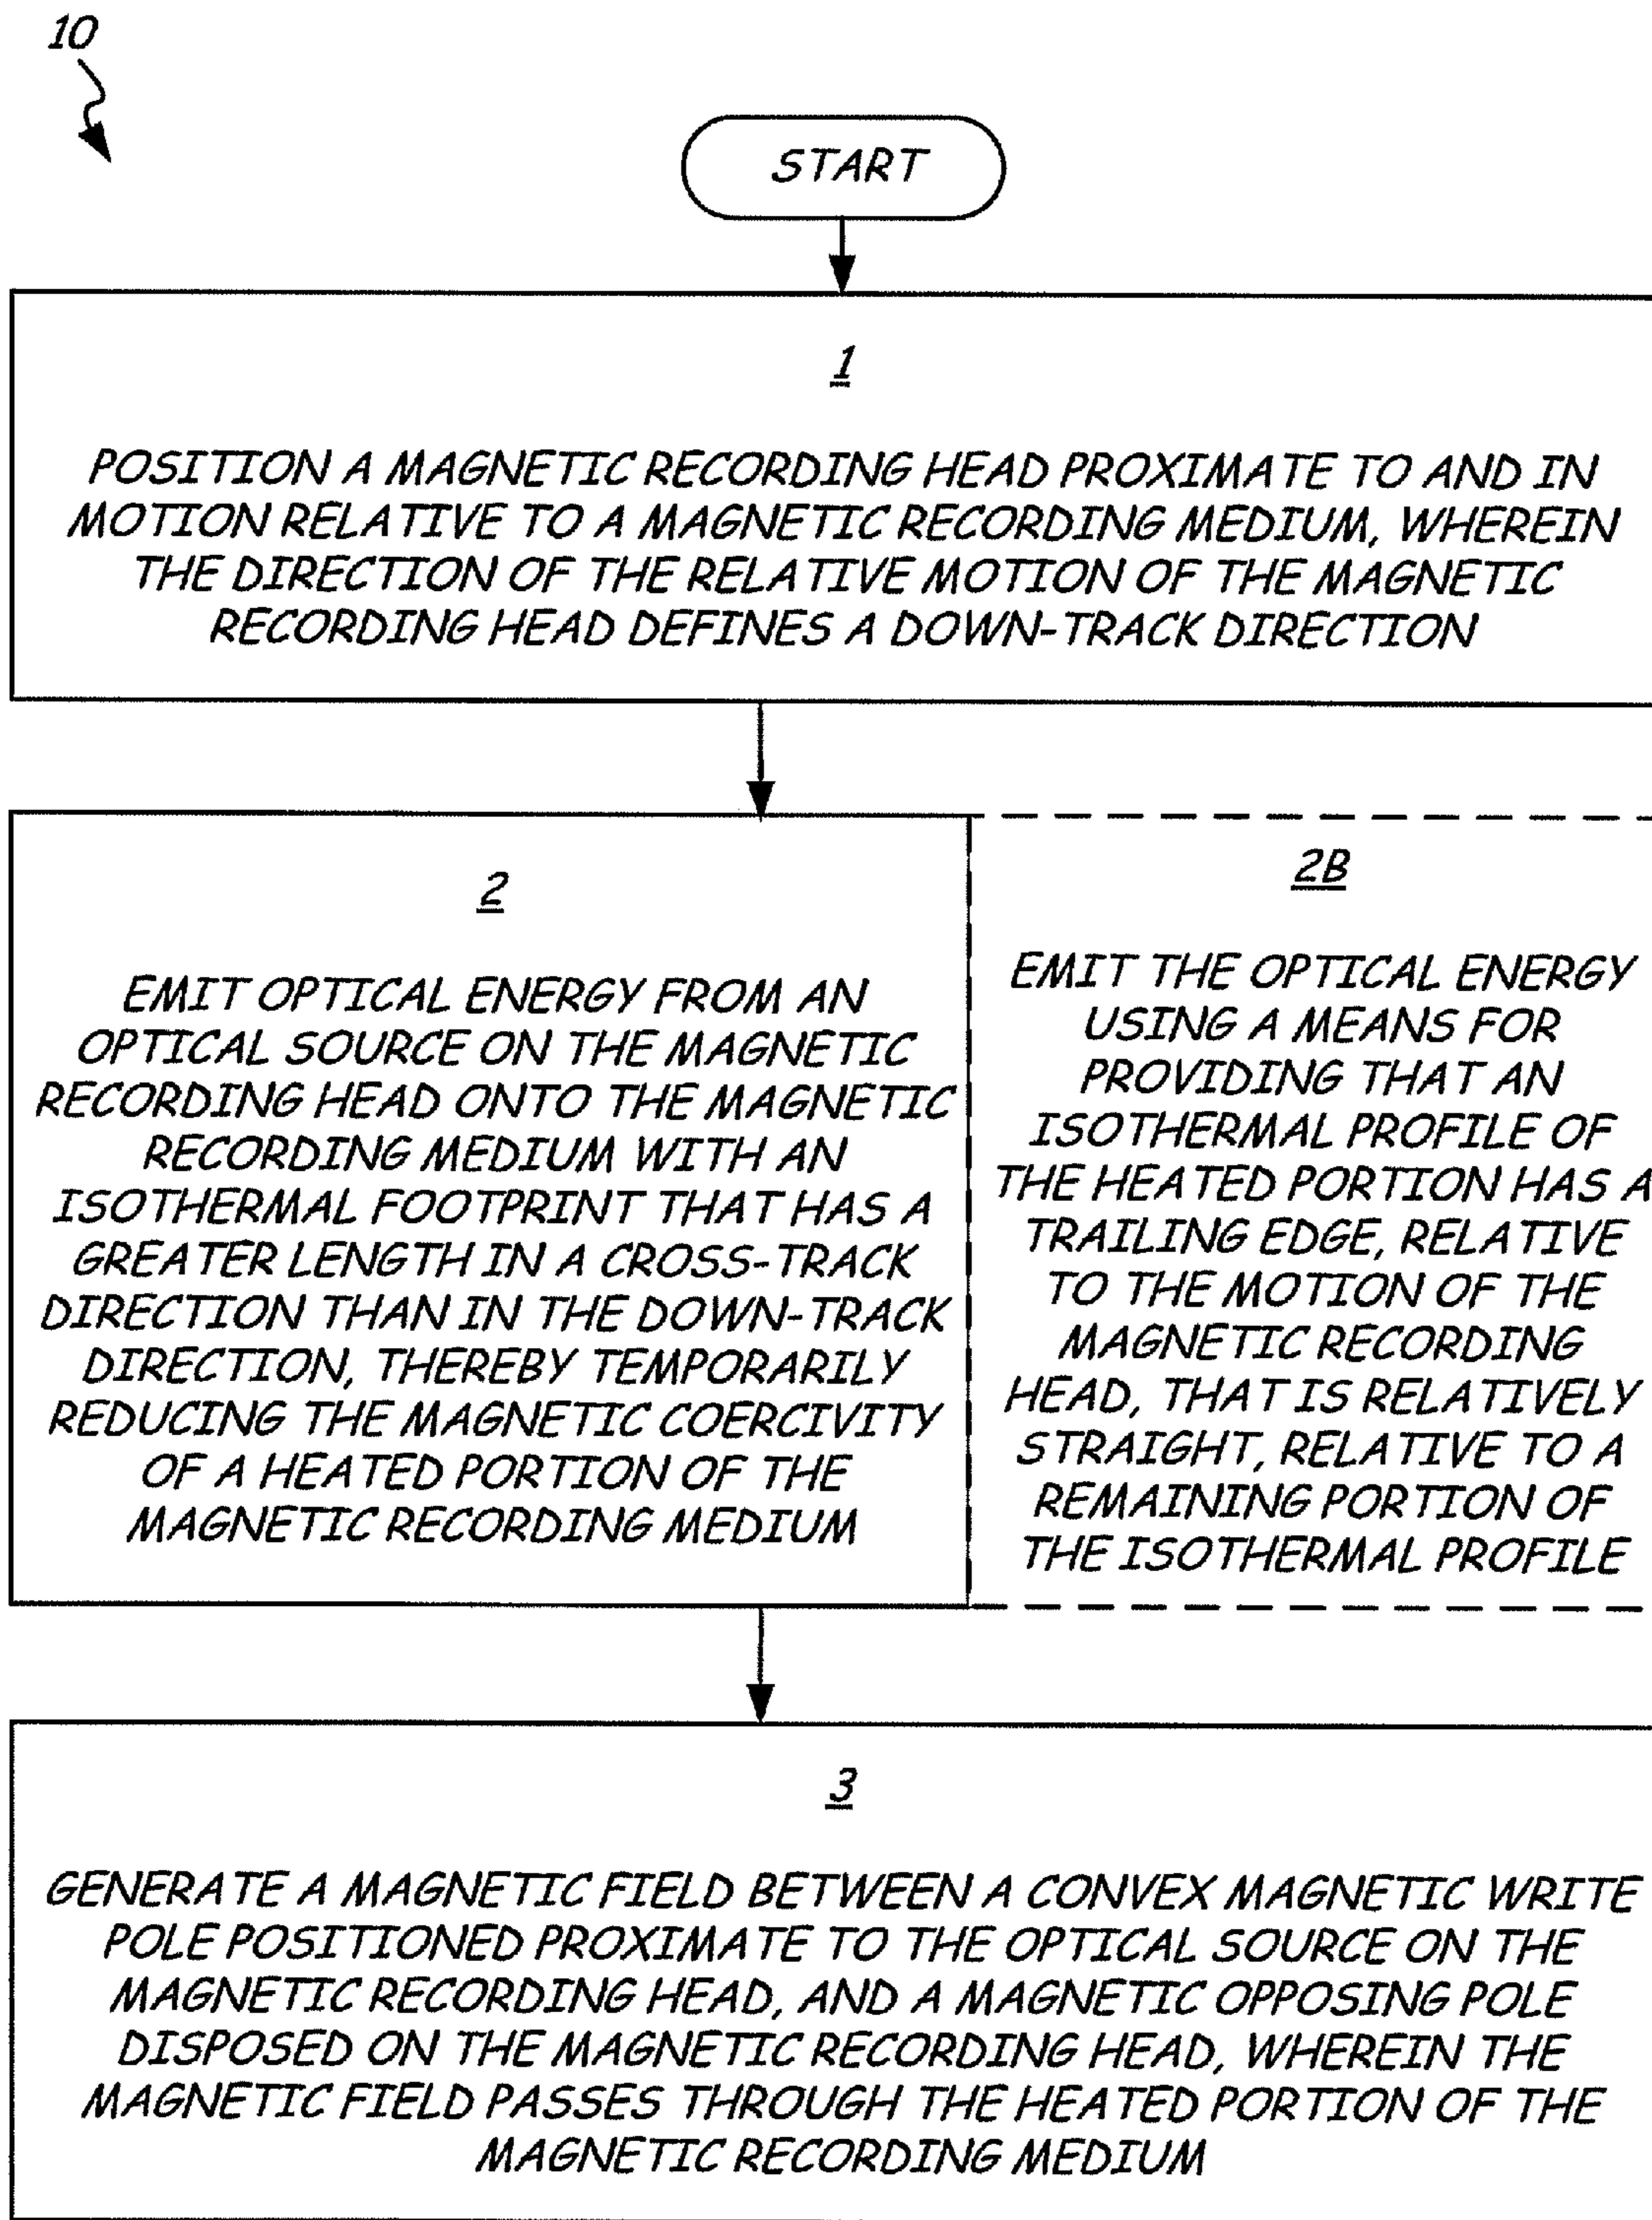 10
START
1
POSITION A MAGNETIC RECORDING HEAD PROXIMATE TO AND IN
MOTION RELATIVE TO A MAGNETIC RECORDING MEDIUM, WHEREIN
THE DIRECTION OF THE RELATIVE MOTION OF THE MAGNETIC
RECORDING HEAD DEFINES A DOWN-TRACK DIRECTION
2
EMIT OPTICAL ENERGY FROM AN
OPTICAL SOURCE ON THE MAGNETIC
RECORDING HEAD ONTO THE MAGNETIC
RECORDING MEDIUM WITH AN
ISOTHERMAL FOOTPRINT THAT HAS A
GREATER LENGTH IN A CROSS-TRACK
DIRECTION THAN IN THE DOWN-TRACK
DIRECTION, THEREBY TEMPORARILY
REDUCING THE MAGNETIC COERCIVITY
OF A HEATED PORTION OF THE
MAGNETIC RECORDING MEDIUM
2B
EMIT THE OPTICAL ENERGY
USING A MEANS FOR
PROVIDING THAT AN
ISOTHERMAL PROFILE OF
THE HEATED PORTION HAS A
TRAILING EDGE, RELATIVE
TO THE MOTION OF THE
MAGNETIC RECORDING
HEAD, THAT IS RELATIVELY
STRAIGHT, RELATIVE TO A
REMAINING PORTION OF
THE ISOTHERMAL PROFILE
3
GENERATE A MAGNETIC FIELD BETWEEN A CONVEX MAGNETIC WRITE
POLE POSITIONED PROXIMATE TO THE OPTICAL SOURCE ON THE
MAGNETIC RECORDING HEAD, AND A MAGNETIC OPPOSING POLE
DISPOSED ON THE MAGNETIC RECORDING HEAD, WHEREIN THE
MAGNETIC FIELD PASSES THROUGH THE HEATED PORTION OF THE
MAGNETIC RECORDING MEDIUM